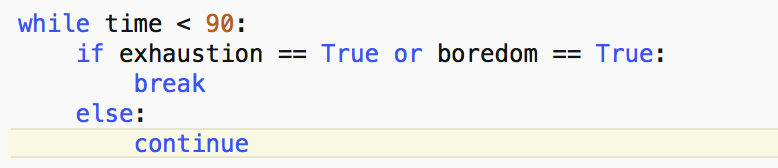 while time < 90:
    if exhaustion == True or boredom == True:
        break
    else:
        continue